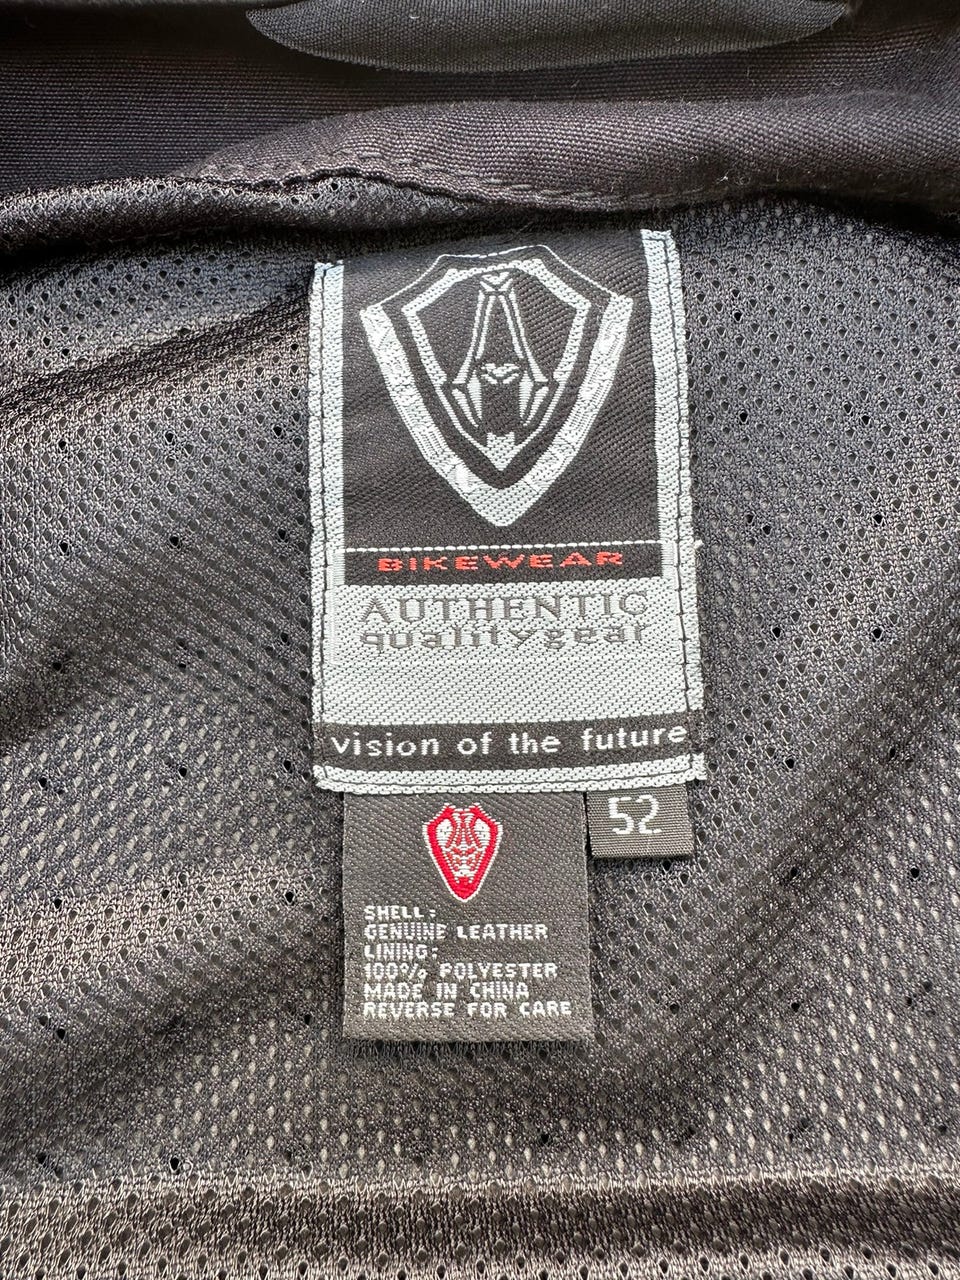 BIKEWEAR
AUTHENTIC
qualitygear
vision of the future
52
SHELL:
GENUINE LEATHER
LINING:
100% POLYESTER
MADE IN CHINA
REVERSE FOR CARE